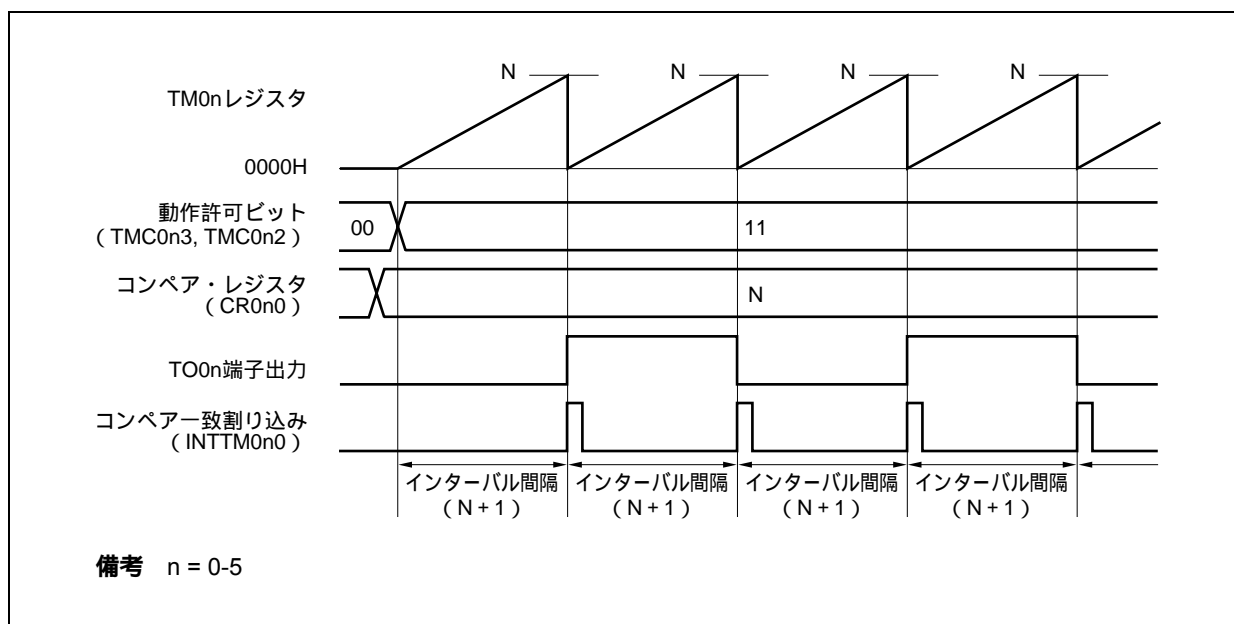 N N N N
TM0nレジスタ
0000H
動作許可ビット
（TMC0n3, TMC0n2）
00 11
コンペア・レジスタ
（CR0n0）
N
TO0n端子出力
コンペア一致割り込み
（INTTM0n0）
インターバル間隔 インターバル間隔 インターバル間隔 インターバル間隔
（N + 1） （N + 1） （N + 1） （N + 1）
備考 n = 0-5